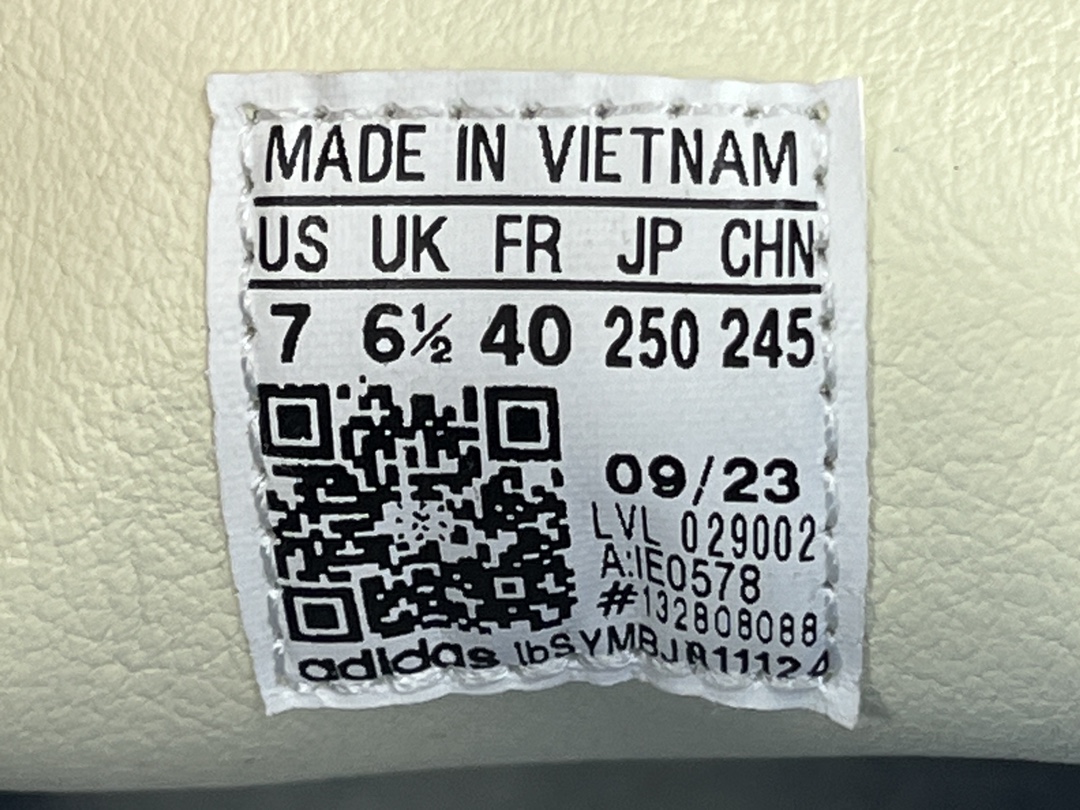 MADE IN VIETNAM
US UK FR JP CHN
7 6½ 40 250 245
09/23
LVL 029002
A:IE0578
#132808088
adidas